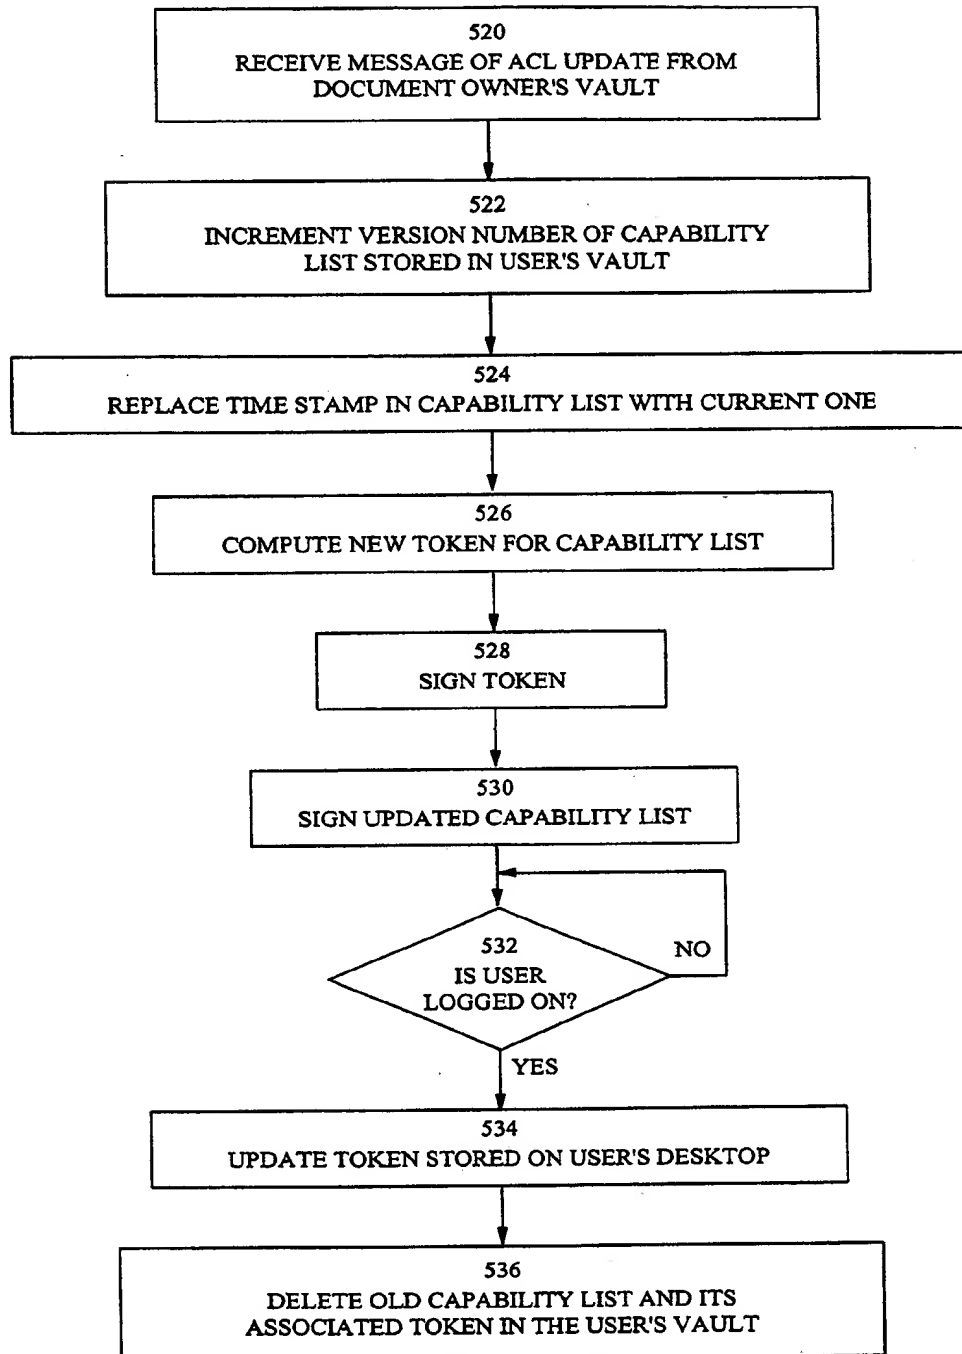 520
RECEIVE MESSAGE OF ACL UPDATE FROM
DOCUMENT OWNER'S VAULT
522
INCREMENT VERSION NUMBER OF CAPABILITY
LIST STORED IN USER'S VAULT
524
REPLACE TIME STAMP IN CAPABILITY LIST WITH CURRENT ONE
526
COMPUTE NEW TOKEN FOR CAPABILITY LIST
528
SIGN TOKEN
530
SIGN UPDATED CAPABILITY LIST
532
IS USER
LOGGED ON?
NO
YES
534
UPDATE TOKEN STORED ON USER'S DESKTOP
536
DELETE OLD CAPABILITY LIST AND ITS
ASSOCIATED TOKEN IN THE USER'S VAULT